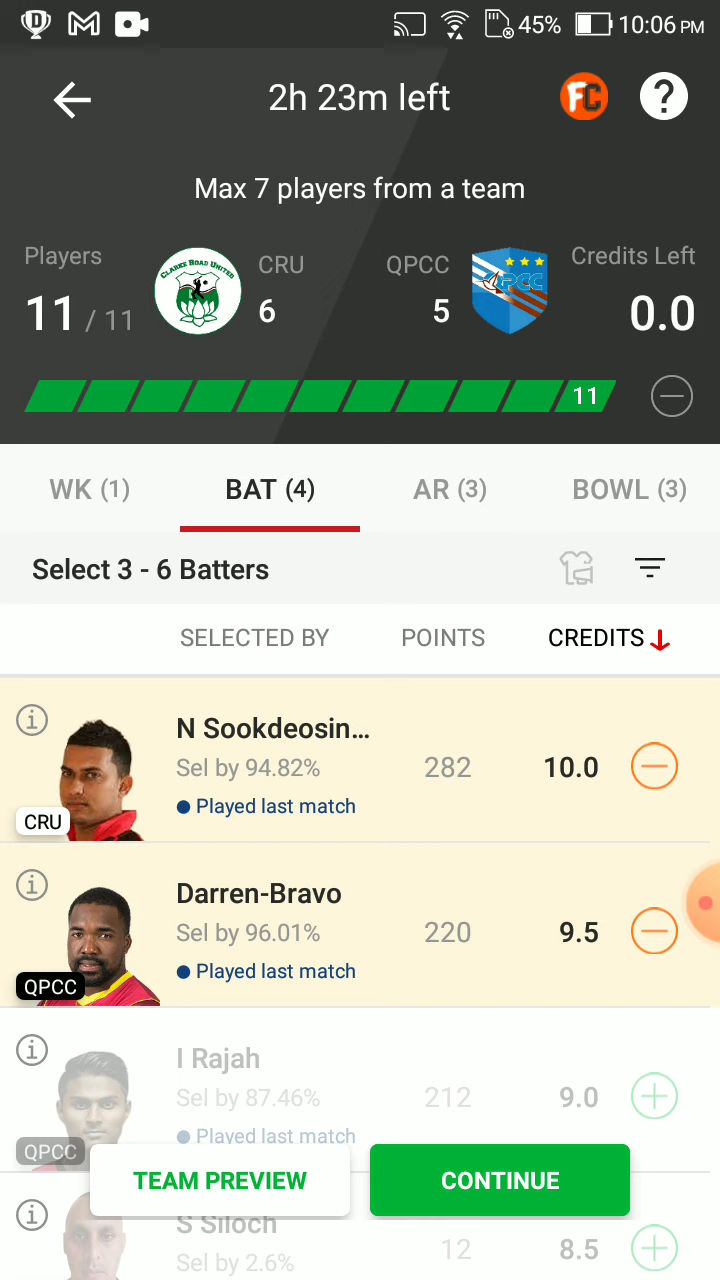 45% 10:06 PM
2h 23m left
FC
?
Max 7 players from a team
Players
CLARKE ROAD UNITED
CRU
QPCC
QPCC
Credits Left
11 / 11
6
5
0.0
11
WK (1)
BAT (4)
AR (3)
BOWL (3)
Select 3 - 6 Batters
SELECTED BY
POINTS
CREDITS
N Sookdeosin...
Sel by 94.82%
282
10.0
Played last match
CRU
Darren-Bravo
Sel by 96.01%
220
9.5
Played last match
QPCC
I Rajah
Sel by 87.46%
212
9.0
Played last match
QPCC
TEAM PREVIEW
CONTINUE
S Siloch
Sel by 2.6%
12
8.5